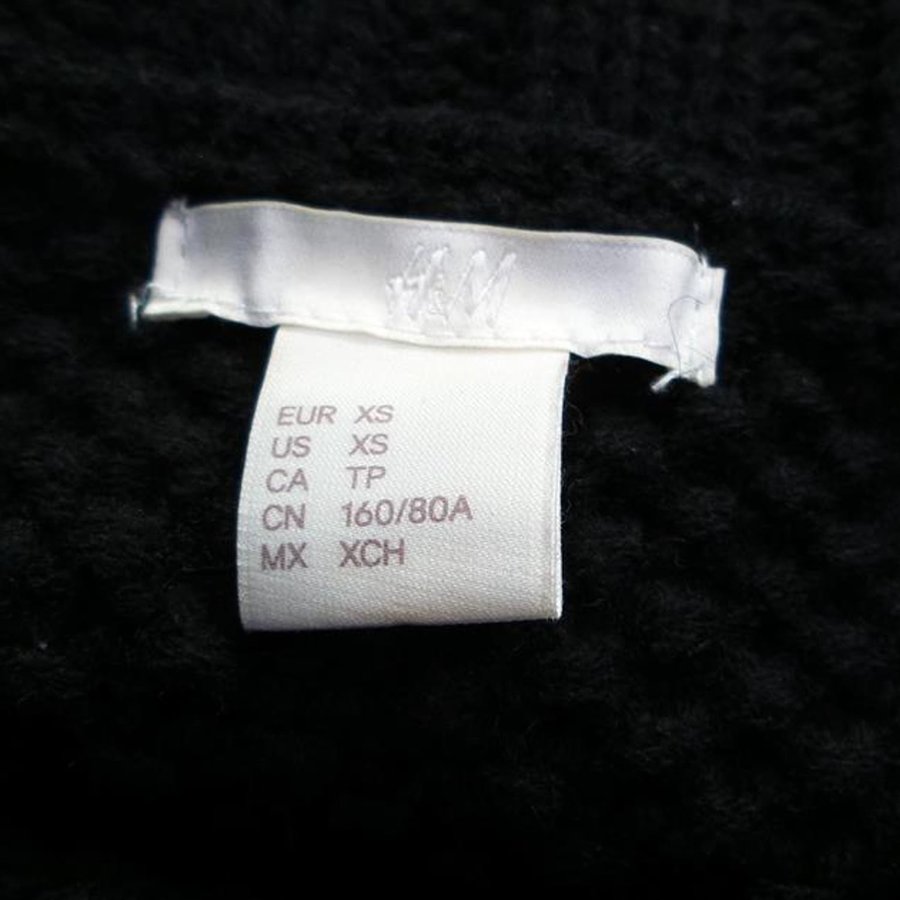 H&M
EUR XS
US XS
CA TP
CN 160/80A
MX XCH